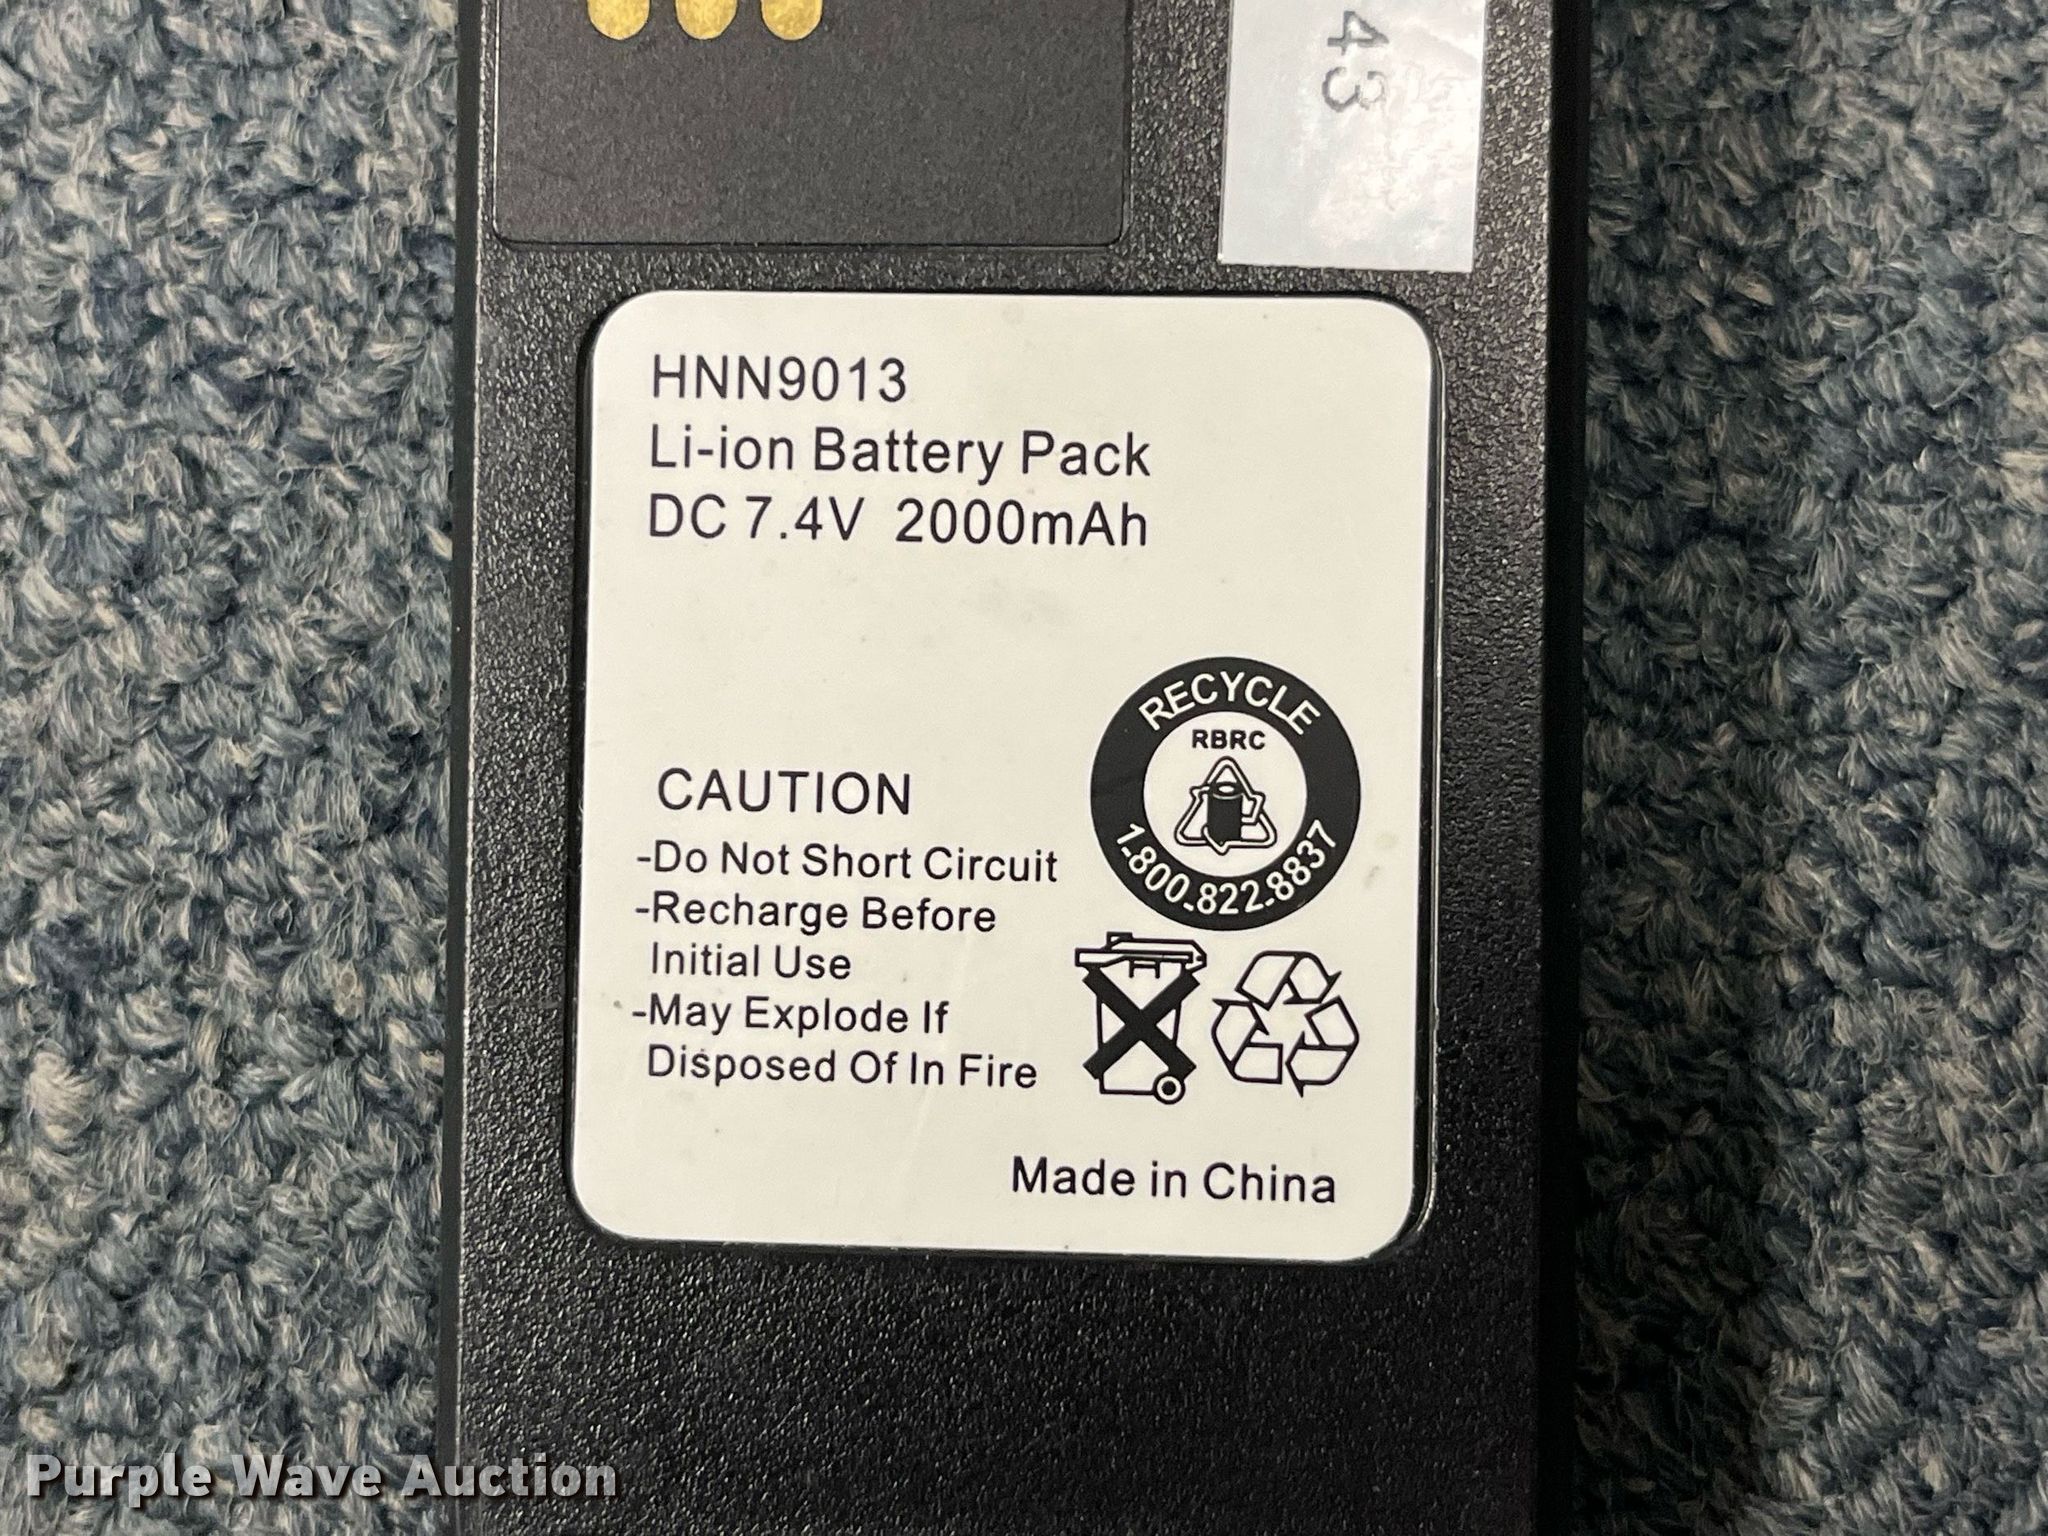 43
HNN9013
Li-ion Battery Pack
DC 7.4V 2000mAh
RECYCLE
RBRC
1.800.822.8837
CAUTION
-Do Not Short Circuit
-Recharge Before
Initial Use
-May Explode If
Disposed Of In Fire
Made in China
Purple Wave Auction